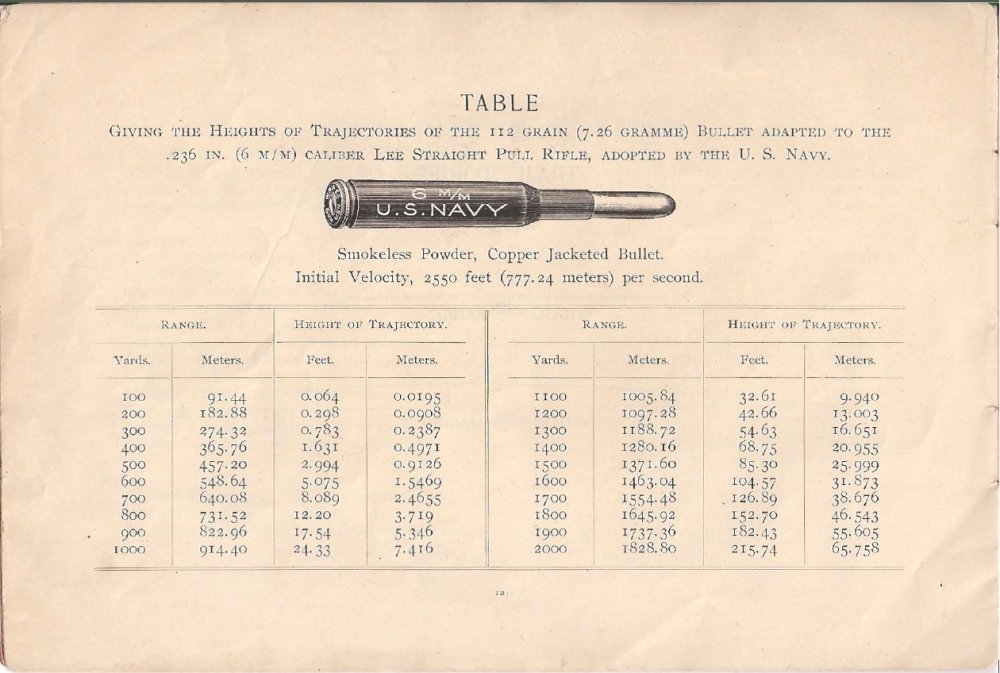 TABLE
GIVING THE HEIGHTS OF TRAJECTORIES OF THE 112 GRAIN (7.26 GRAMME) BULLET ADAPTED TO THE
.236 IN. (6 M/M) CALIBER LEE STRAIGHT PULL RIFLE, ADOPTED BY THE U. S. NAVY.
6 M/M
U.S. NAVY
Smokeless Powder, Copper Jacketed Bullet.
Initial Velocity, 2550 feet (777.24 meters) per second.
RANGE. HEIGHT OF TRAJECTORY. RANGE. HEIGHT OF TRAJECTORY.
Yards. Meters. Feet. Meters. Yards. Meters. Feet. Meters.
100 91.44 0.064 0.0195 1100 1005.84 32.61 9.940
200 182.88 0.298 0.0908 1200 1097.28 42.66 13.003
300 274.32 0.783 0.2387 1300 1188.72 54.63 16.651
400 365.76 1.631 0.4971 1400 1280.16 68.75 20.955
500 457.20 2.994 0.9126 1500 1371.60 85.30 25.999
600 548.64 5.075 1.5469 1600 1463.04 104.57 31.873
700 640.08 8.089 2.4655 1700 1554.48 126.89 38.676
800 731.52 12.20 3.719 1800 1645.92 152.70 46.543
900 822.96 17.54 5.346 1900 1737.36 182.43 55.605
1000 914.40 24.33 7.416 2000 1828.80 215.74 65.758
12